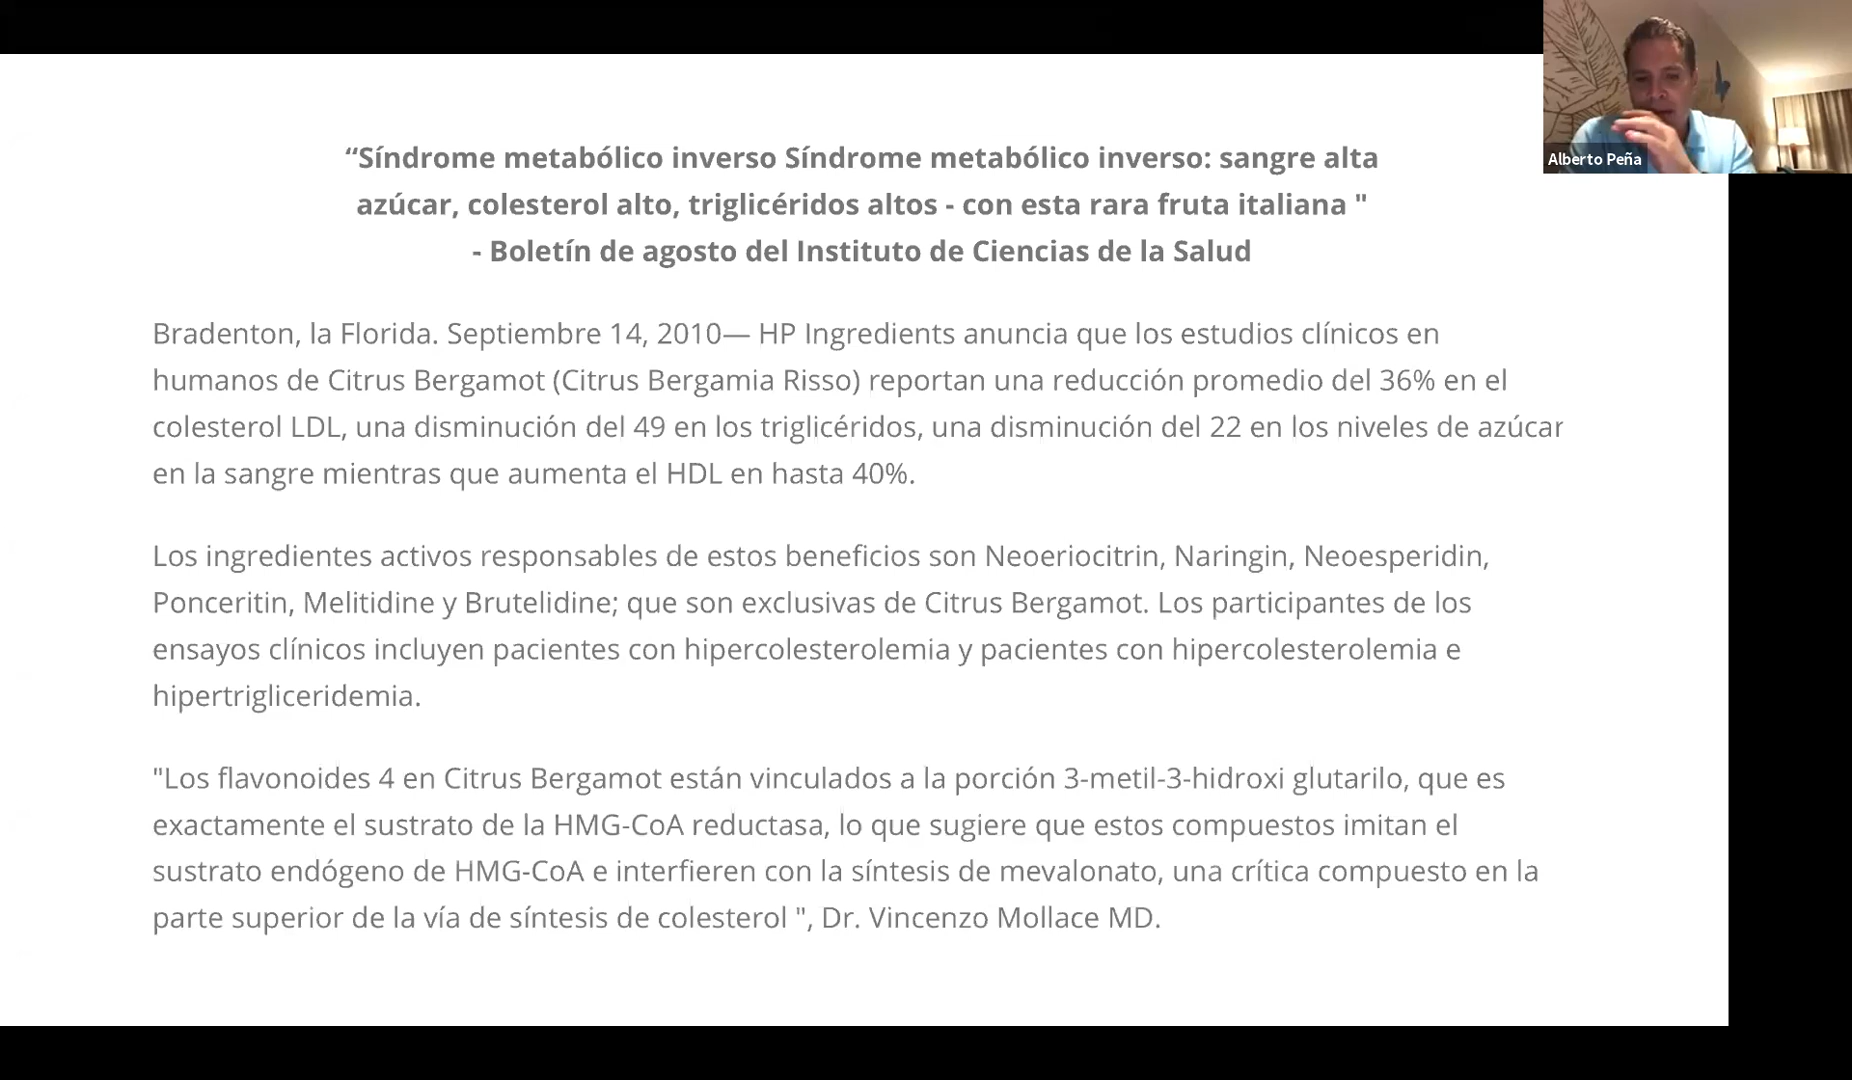 “Síndrome metabólico inverso Síndrome metabólico inverso: sangre alta
azúcar, colesterol alto, triglicéridos altos - con esta rara fruta italiana "
- Boletín de agosto del Instituto de Ciencias de la Salud
Bradenton, la Florida. Septiembre 14, 2010— HP Ingredients anuncia que los estudios clínicos en
humanos de Citrus Bergamot (Citrus Bergamia Risso) reportan una reducción promedio del 36% en el
colesterol LDL, una disminución del 49 en los triglicéridos, una disminución del 22 en los niveles de azúcar
en la sangre mientras que aumenta el HDL en hasta 40%.
Los ingredientes activos responsables de estos beneficios son Neoeriocitrin, Naringin, Neoesperidin,
Ponceritin, Melitidine y Brutelidine; que son exclusivas de Citrus Bergamot. Los participantes de los
ensayos clínicos incluyen pacientes con hipercolesterolemia y pacientes con hipercolesterolemia e
hipertrigliceridemia.
"Los flavonoides 4 en Citrus Bergamot están vinculados a la porción 3-metil-3-hidroxi glutarilo, que es
exactamente el sustrato de la HMG-CoA reductasa, lo que sugiere que estos compuestos imitan el
sustrato endógeno de HMG-CoA e interfieren con la síntesis de mevalonato, una crítica compuesto en la
parte superior de la vía de síntesis de colesterol ", Dr. Vincenzo Mollace MD.
Alberto Peña